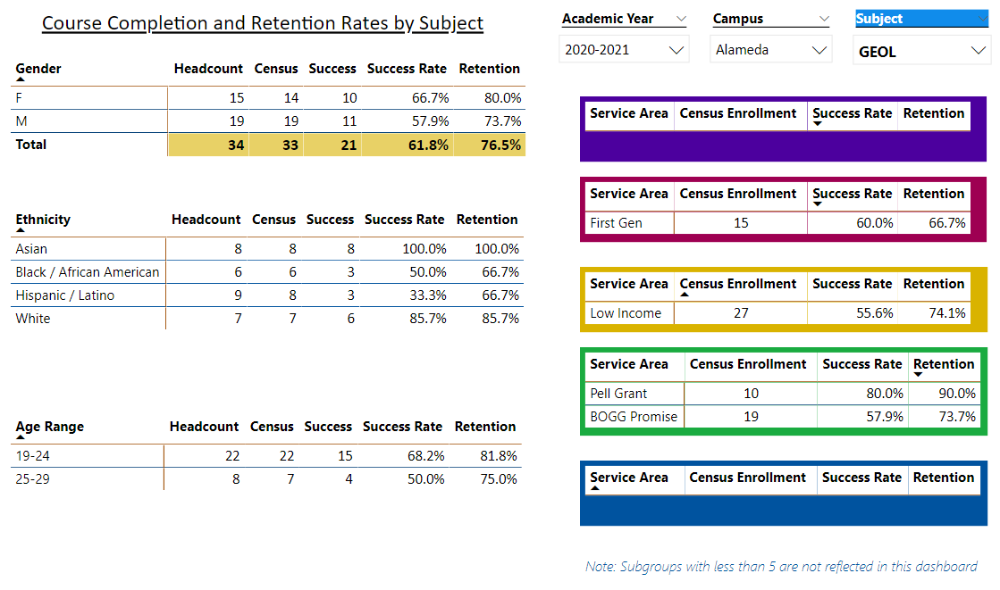 Course Completion and Retention Rates by Subject
Academic Year Campus Subject
2020-2021 Alameda GEOL
Gender Headcount Census Success Success Rate Retention
F 15 14 10 66.7% 80.0%
M 19 19 11 57.9% 73.7%
Total 34 33 21 61.8% 76.5%
Ethnicity Headcount Census Success Success Rate Retention
Asian 8 8 8 100.0% 100.0%
Black / African American 6 6 3 50.0% 66.7%
Hispanic / Latino 9 8 3 33.3% 66.7%
White 7 7 6 85.7% 85.7%
Age Range Headcount Census Success Success Rate Retention
19-24 22 22 15 68.2% 81.8%
25-29 8 7 4 50.0% 75.0%
Service Area Census Enrollment Success Rate Retention
Service Area Census Enrollment Success Rate Retention
First Gen 15 60.0% 66.7%
Service Area Census Enrollment Success Rate Retention
Low Income 27 55.6% 74.1%
Service Area Census Enrollment Success Rate Retention
Pell Grant 10 80.0% 90.0%
BOGG Promise 19 57.9% 73.7%
Service Area Census Enrollment Success Rate Retention
Note: Subgroups with less than 5 are not reflected in this dashboard